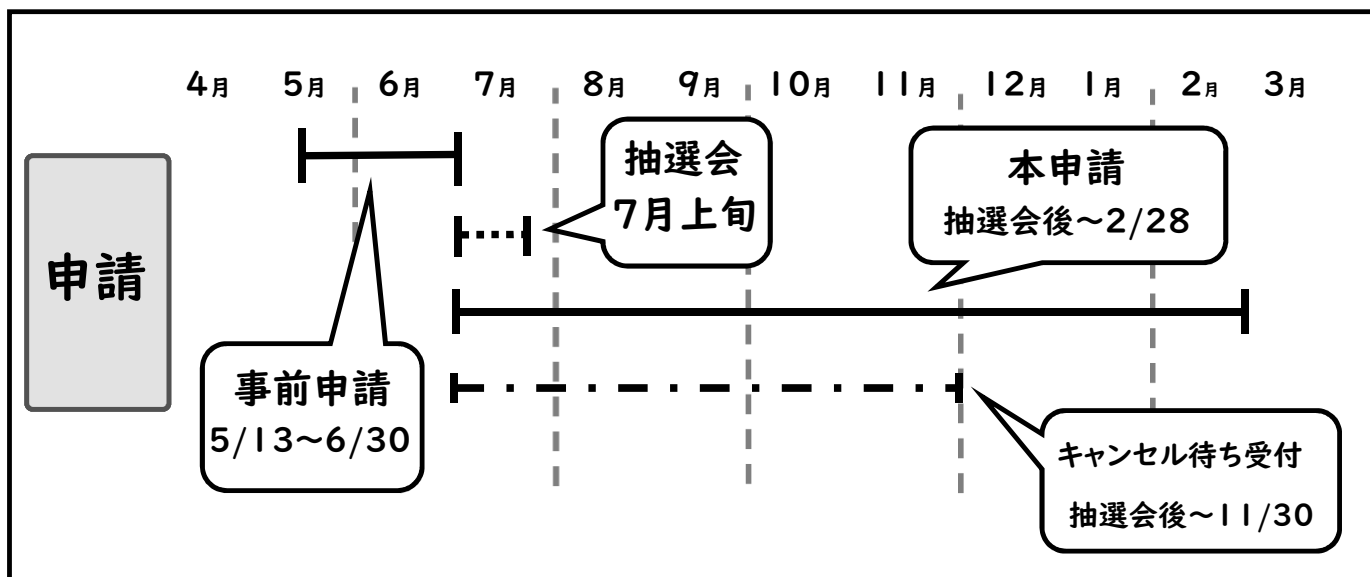 4月 5月 6月 7月 8月 9月 10月 11月 12月 1月 2月 3月
申請
抽選会
7月上旬
本申請
抽選会後～2/28
事前申請
5/13～6/30
キャンセル待ち受付
抽選会後～11/30